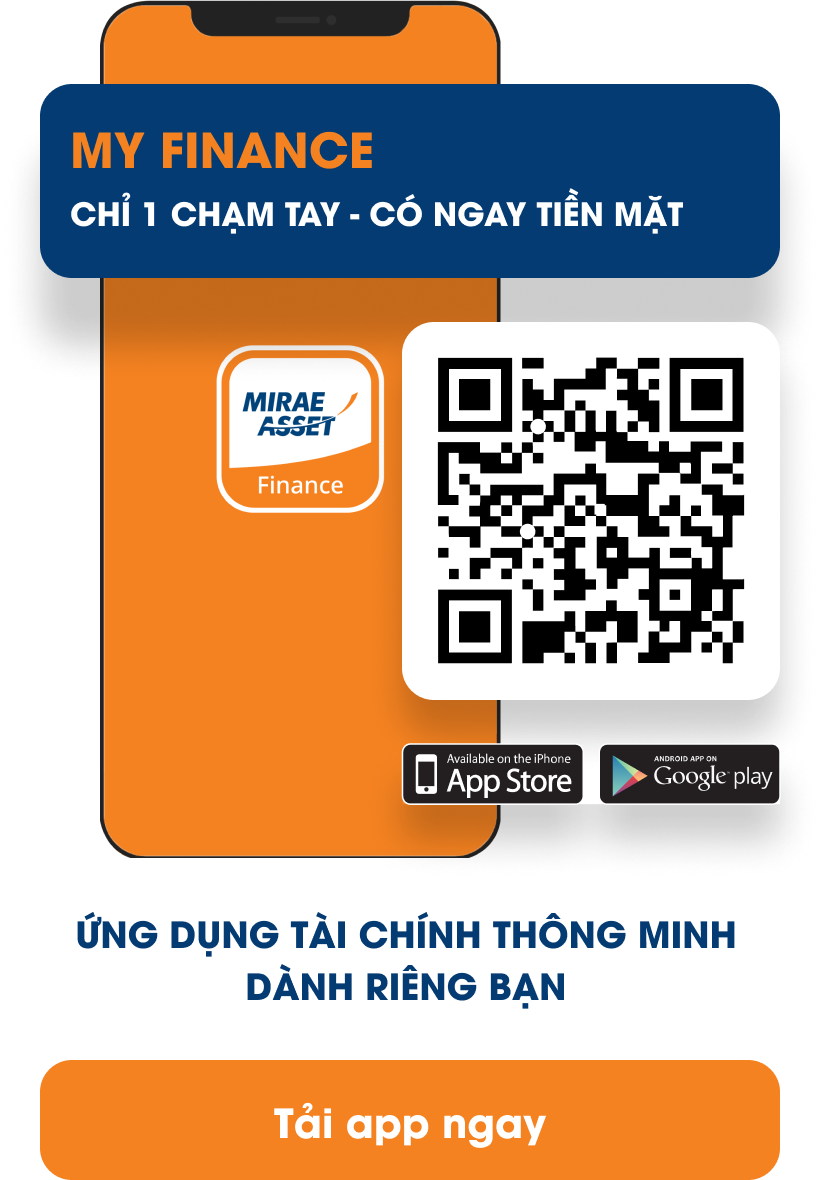 MY FINANCE
CHỈ 1 CHẠM TAY - CÓ NGAY TIỀN MẶT
MIRAE
ASSET
Finance
Available on the iPhone
App Store
ANDROID APP ON
Google play
ỨNG DỤNG TÀI CHÍNH THÔNG MINH
DÀNH RIÊNG BẠN
Tải app ngay